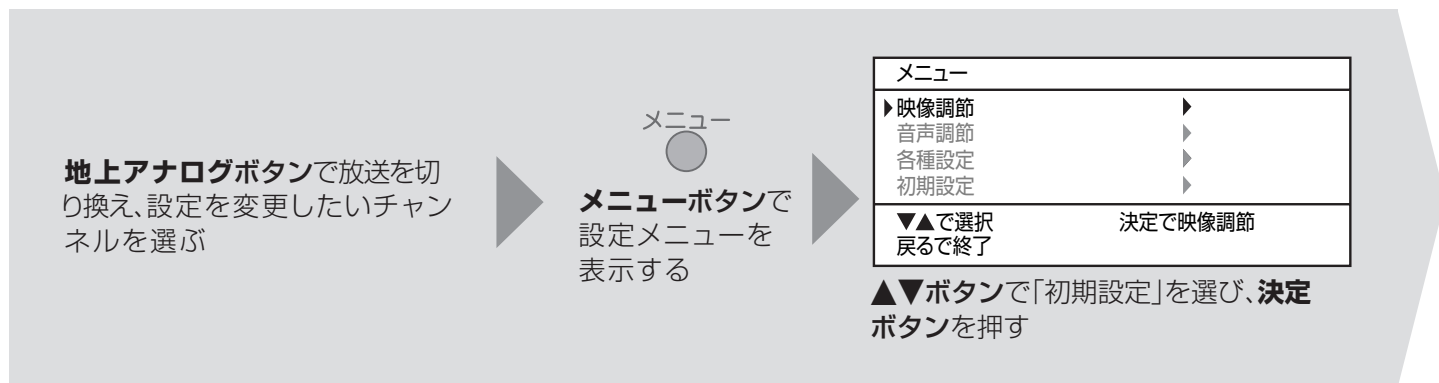 地上アナログボタンで放送を切
り換え、設定を変更したいチャン
ネルを選ぶ
メニュー
メニューボタンで
設定メニューを
表示する
メニュー
映像調節
音声調節
各種設定
初期設定
▼▲で選択 決定で映像調節
戻るで終了
▲▼ボタンで「初期設定」を選び、決定
ボタンを押す